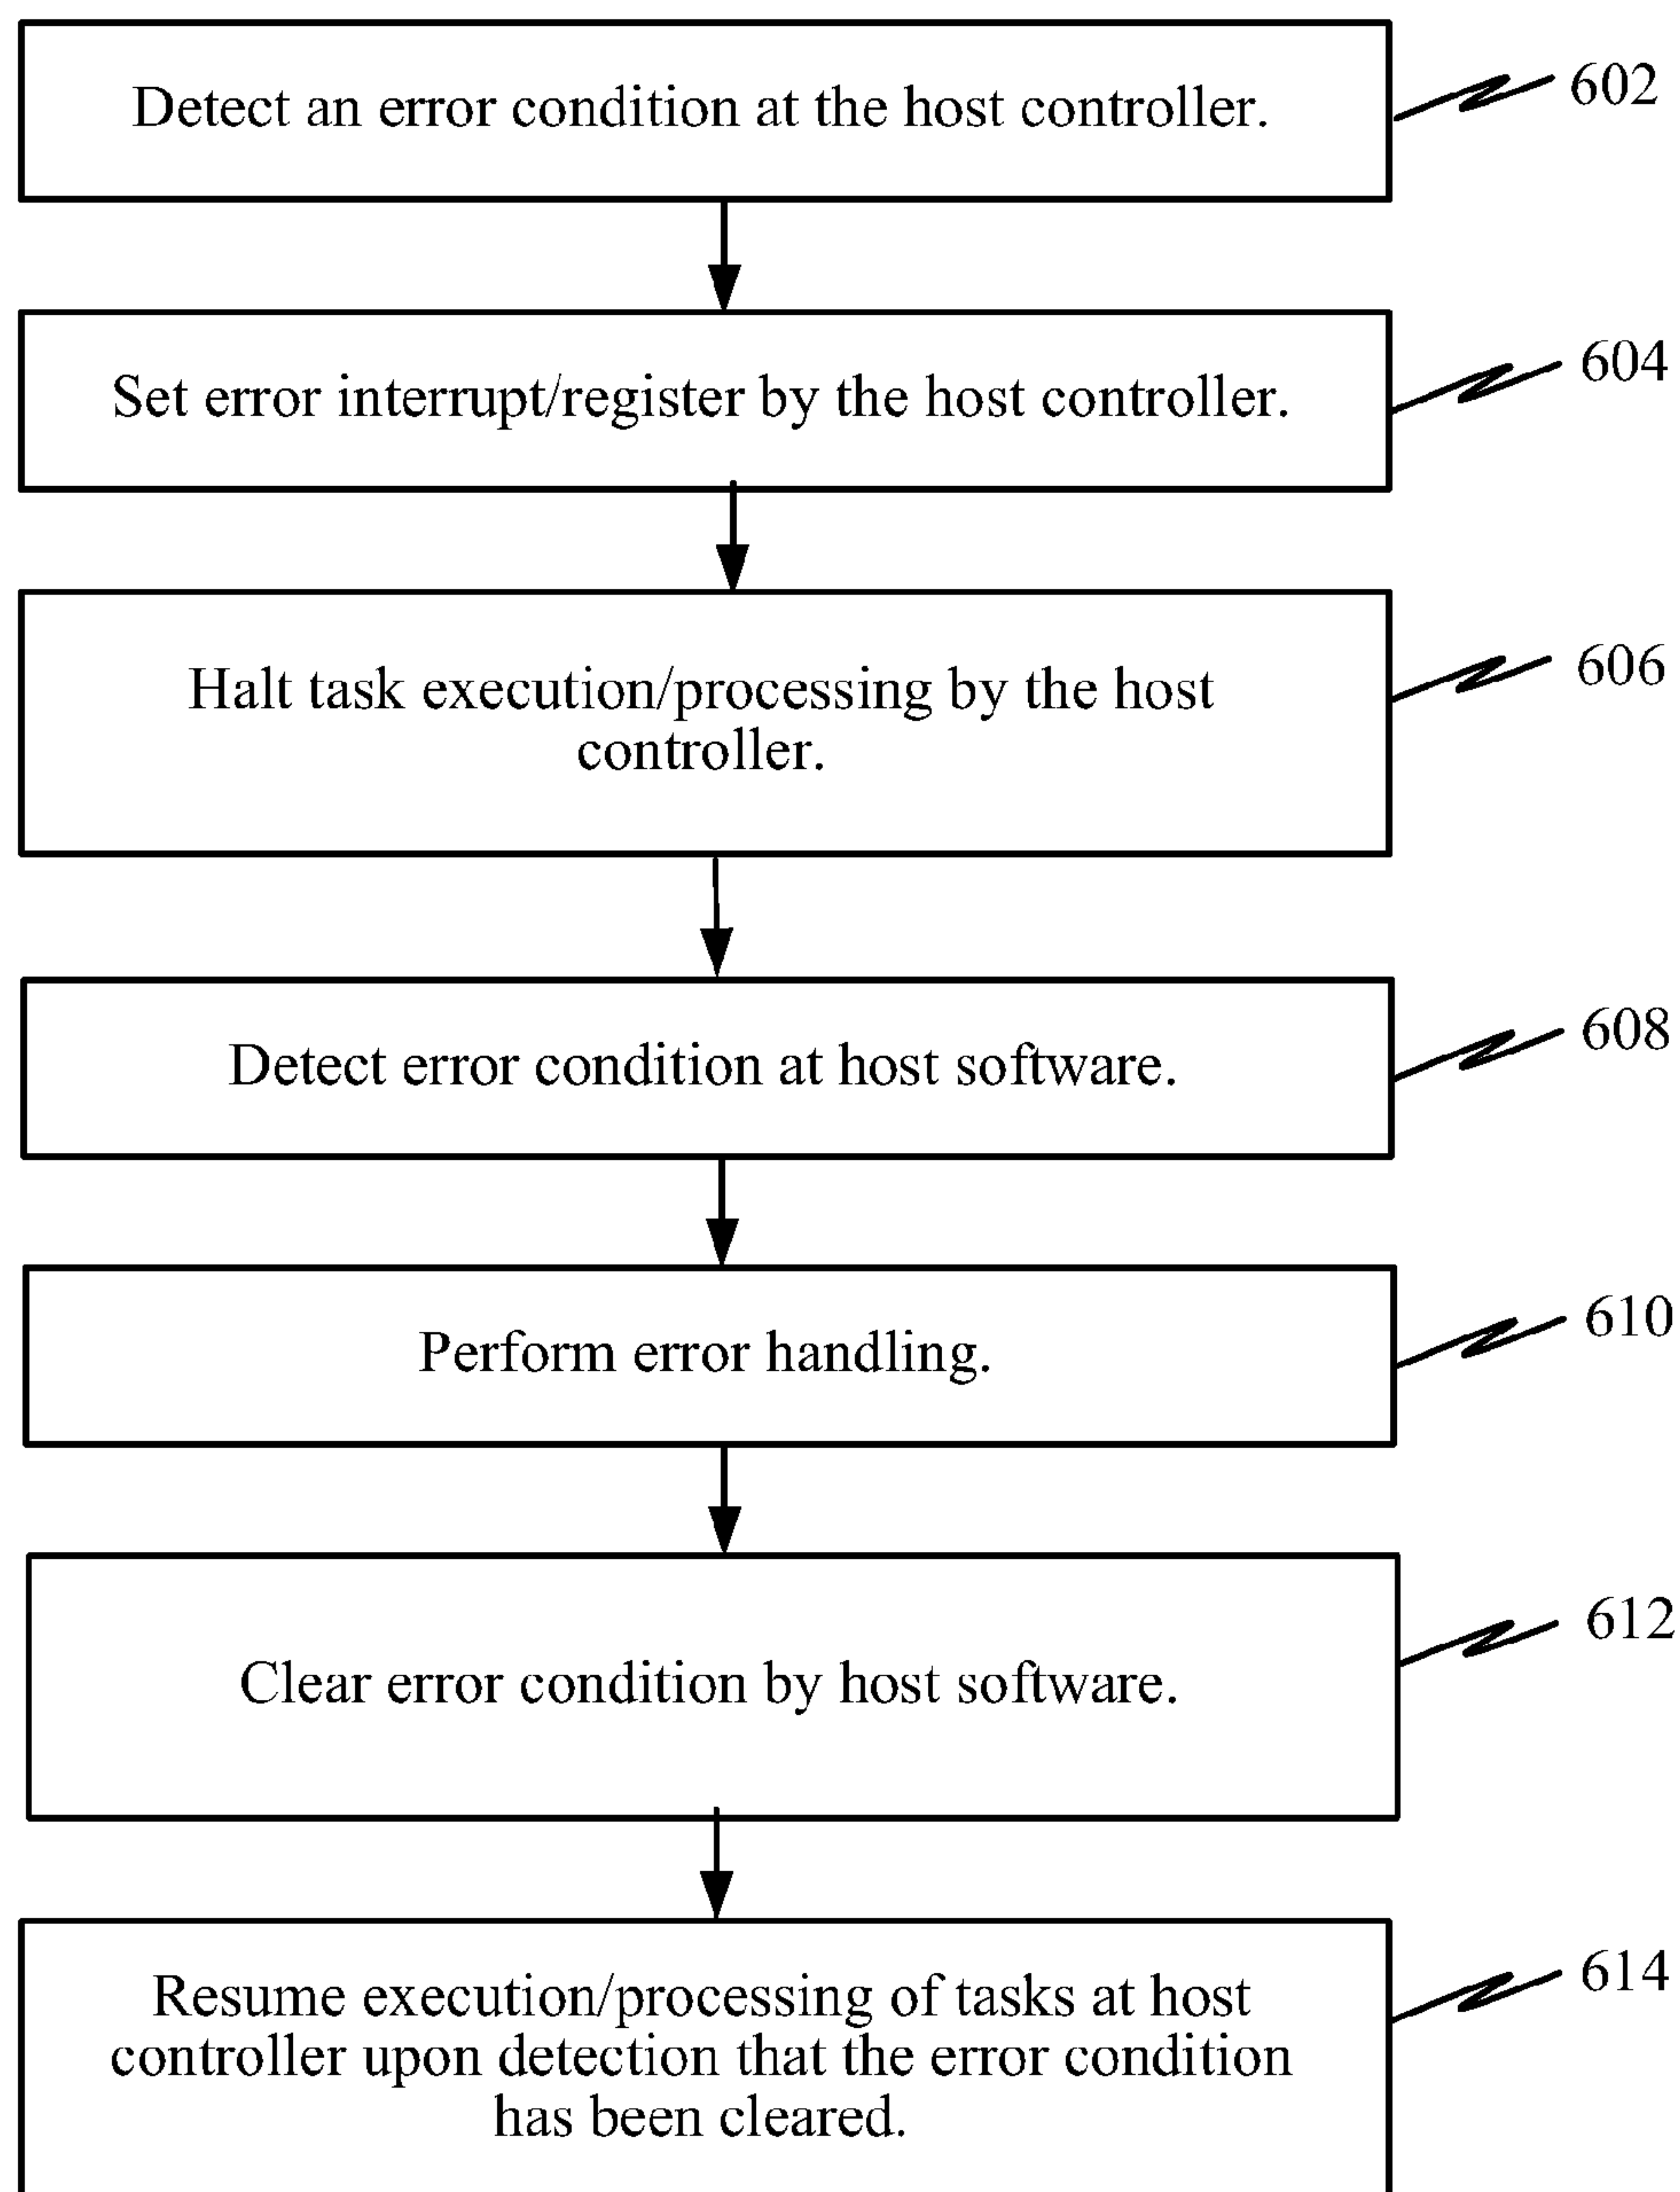 Detect an error condition at the host controller.
602
Set error interrupt/register by the host controller.
604
Halt task execution/processing by the host
controller.
606
Detect error condition at host software.
608
Perform error handling.
610
Clear error condition by host software.
612
Resume execution/processing of tasks at host
controller upon detection that the error condition
has been cleared.
614